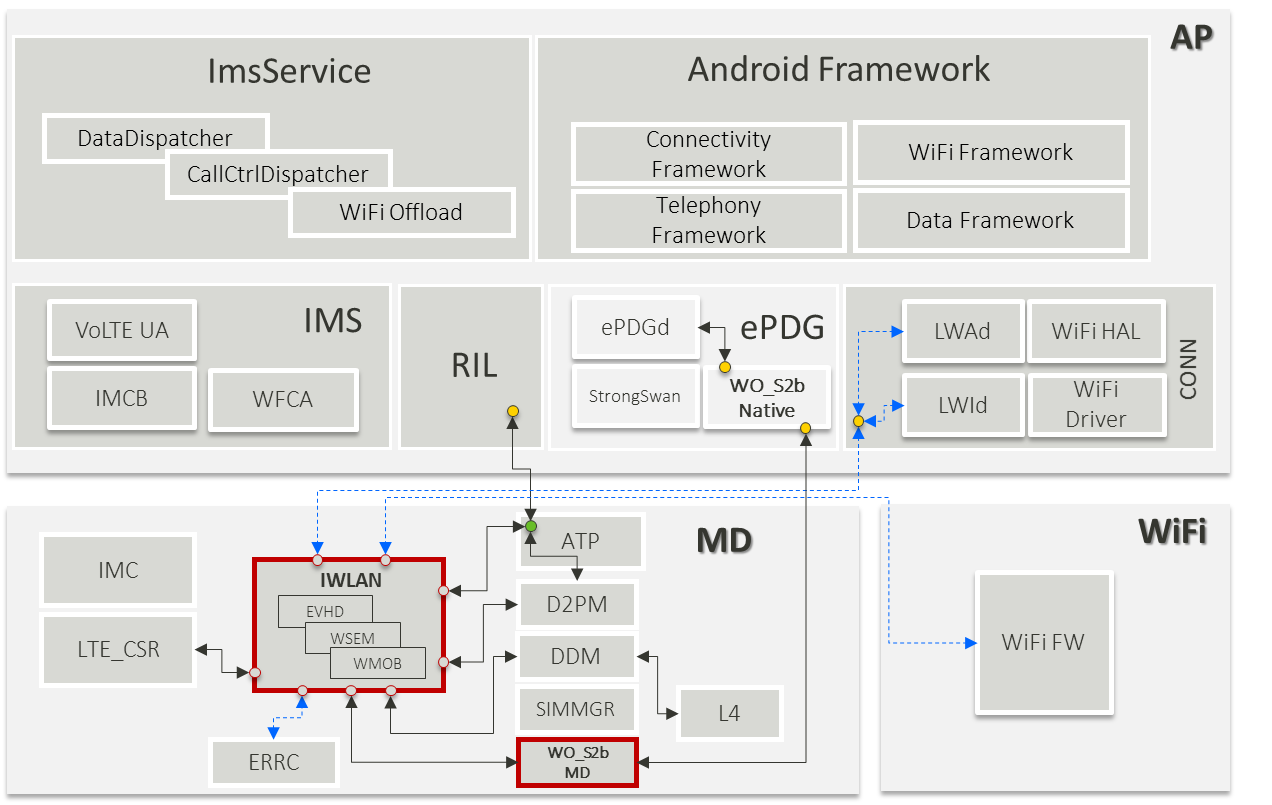 AP
ImsService
DataDispatcher
CallCtrlDispatcher
WiFi Offload
Android Framework
Connectivity
Framework
WiFi Framework
Telephony
Framework
Data Framework
IMS
VoLTE UA
IMCB
WFCA
RIL
ePDG
ePDGd
StrongSwan
WO_S2b
Native
CONN
LWAd
WiFi HAL
LWId
WiFi
Driver
MD
IMC
LTE_CSR
IWLAN
EVHD
WSEM
WMOB
ERRC
ATP
D2PM
DDM
SIMMGR
WO_S2b
MD
L4
WiFi
WiFi FW